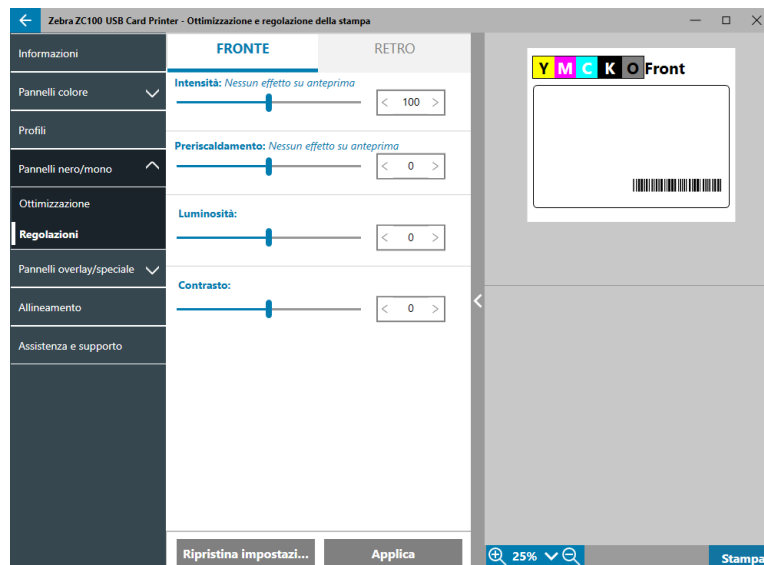 Zebra ZC100 USB Card Printer - Ottimizzazione e regolazione della stampa
Informazioni
Pannelli colore
Profili
Pannelli nero/mono
Ottimizzazione
Regolazioni
Pannelli overlay/speciale
Allineamento
Assistenza e supporto
FRONTE RETRO
Intensità: Nessun effetto su anteprima
100
Preriscaldamento: Nessun effetto su anteprima
0
Luminosità:
0
Contrasto:
0
Ripristina impostazi... Applica
Y M C K O Front
25%
Stampa